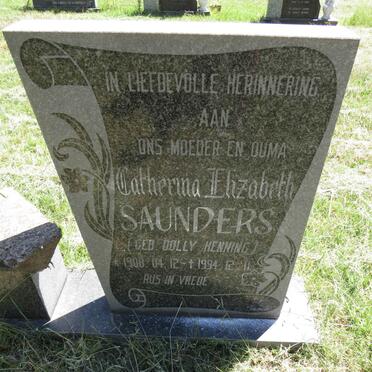 IN LIEFDEVOLLE HERINNERING
AAN
ONS MOEDER EN OUMA
Catherina Elizabeth
SAUNDERS
(GEB DOLLY HENNING)
*1908-04-12-†1994-12-11
RUS IN VREDE